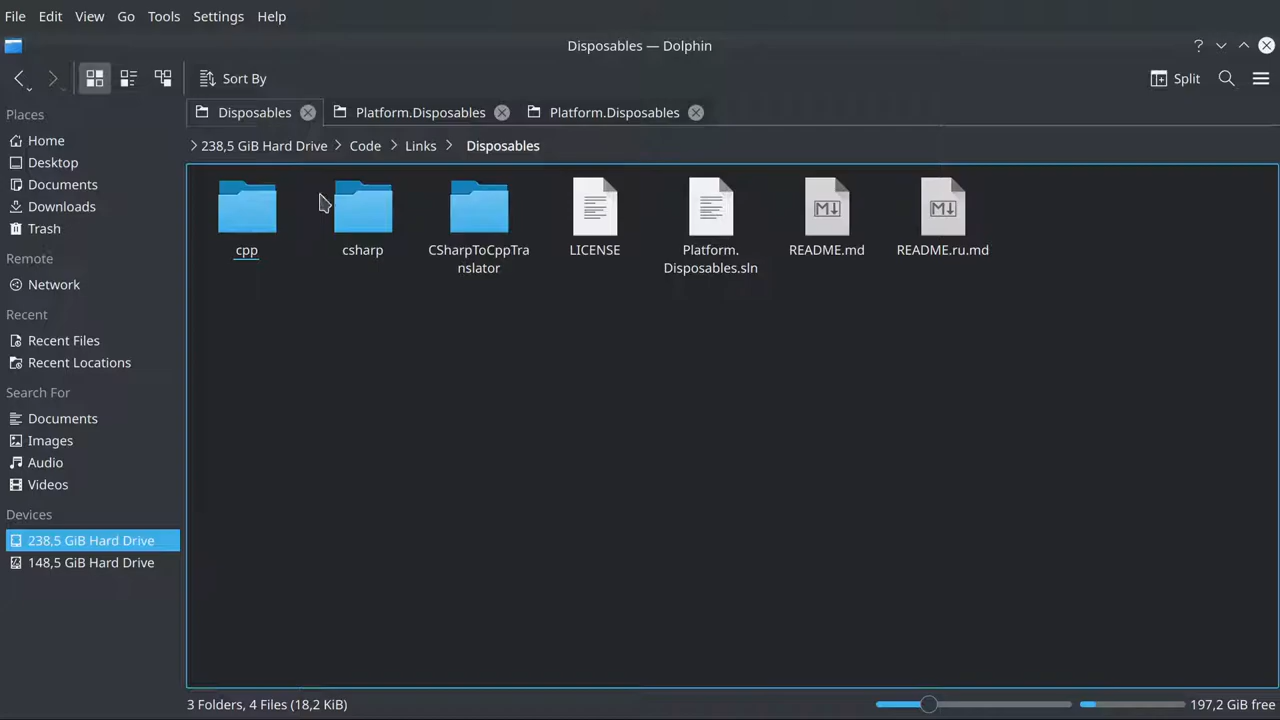 File Edit View Go Tools Settings Help
Disposables — Dolphin
Sort By
Split
Places
Home
Desktop
Documents
Downloads
Trash
Remote
Network
Recent
Recent Files
Recent Locations
Search For
Documents
Images
Audio
Videos
Devices
238,5 GiB Hard Drive
148,5 GiB Hard Drive
Disposables Platform.Disposables Platform.Disposables
238,5 GiB Hard Drive > Code > Links > Disposables
cpp
csharp
CSharpToCppTra
nslator
LICENSE
Platform.
Disposables.sln
README.md
README.ru.md
3 Folders, 4 Files (18,2 KiB)
197,2 GiB free